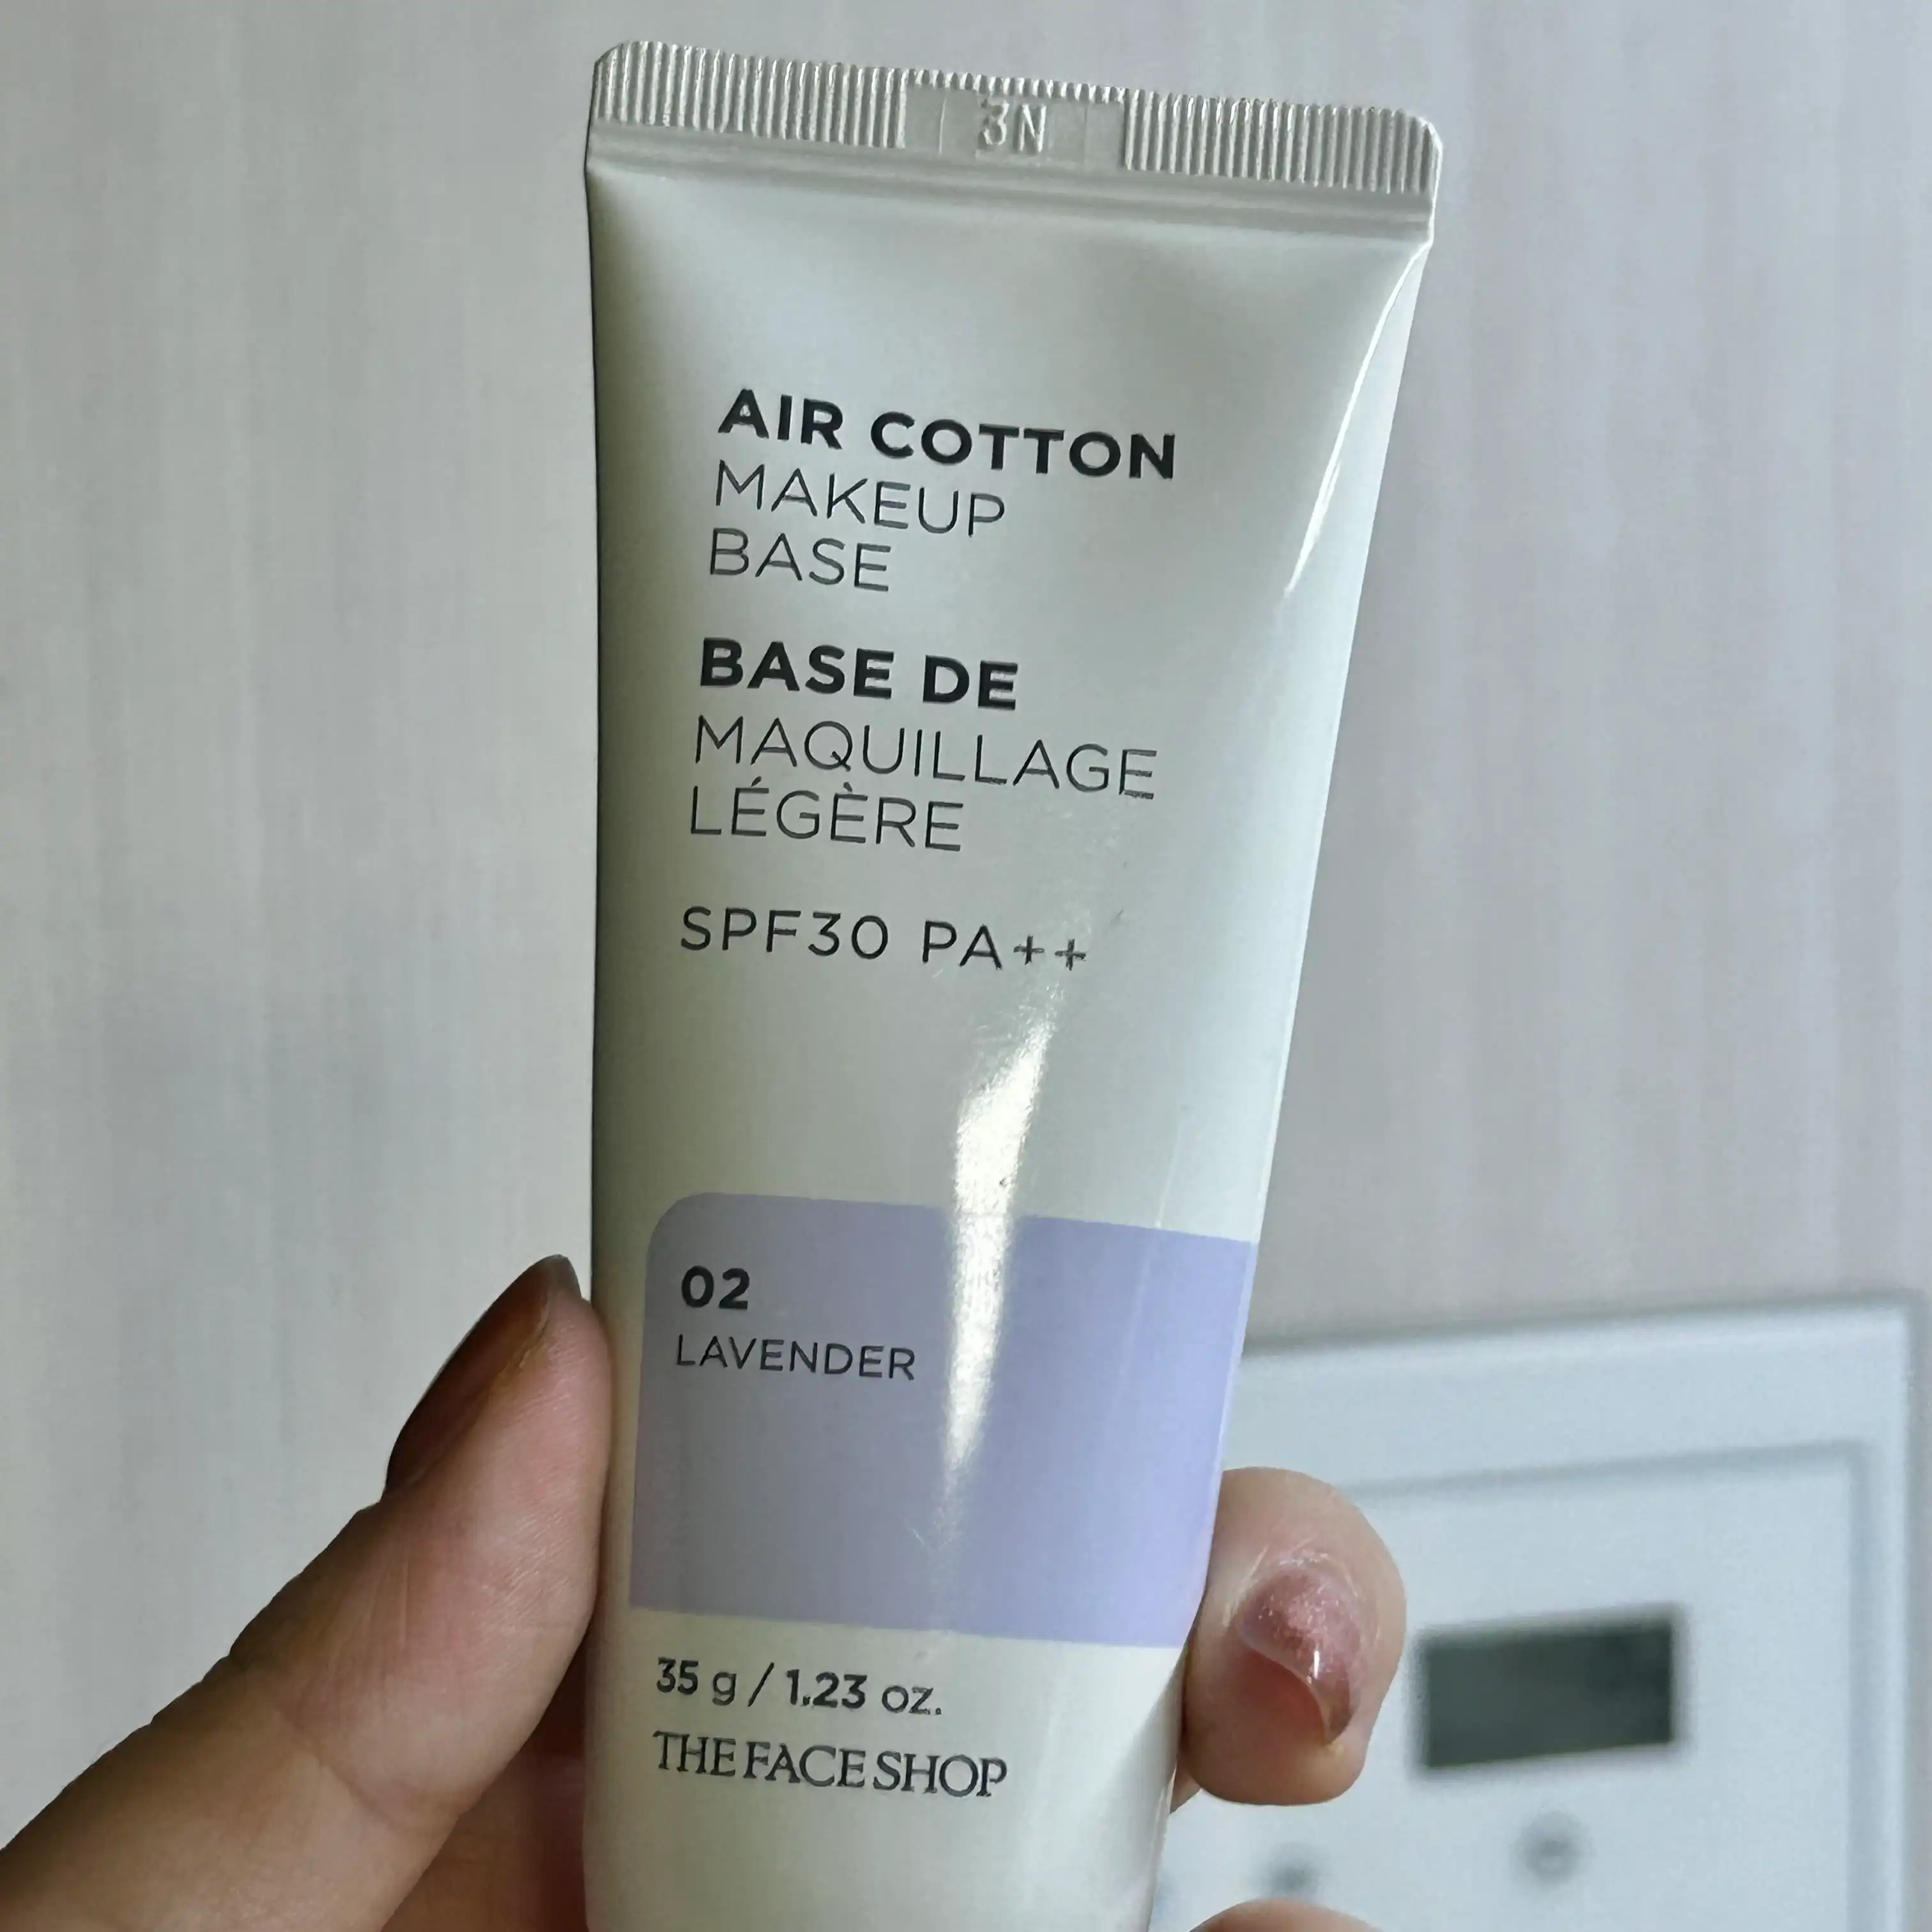 3N
AIR COTTON
MAKEUP
BASE
BASE DE
MAQUILLAGE
LÉGÈRE
SPF30 PA++
02
LAVENDER
35 g / 1.23 oz.
THE FACE SHOP